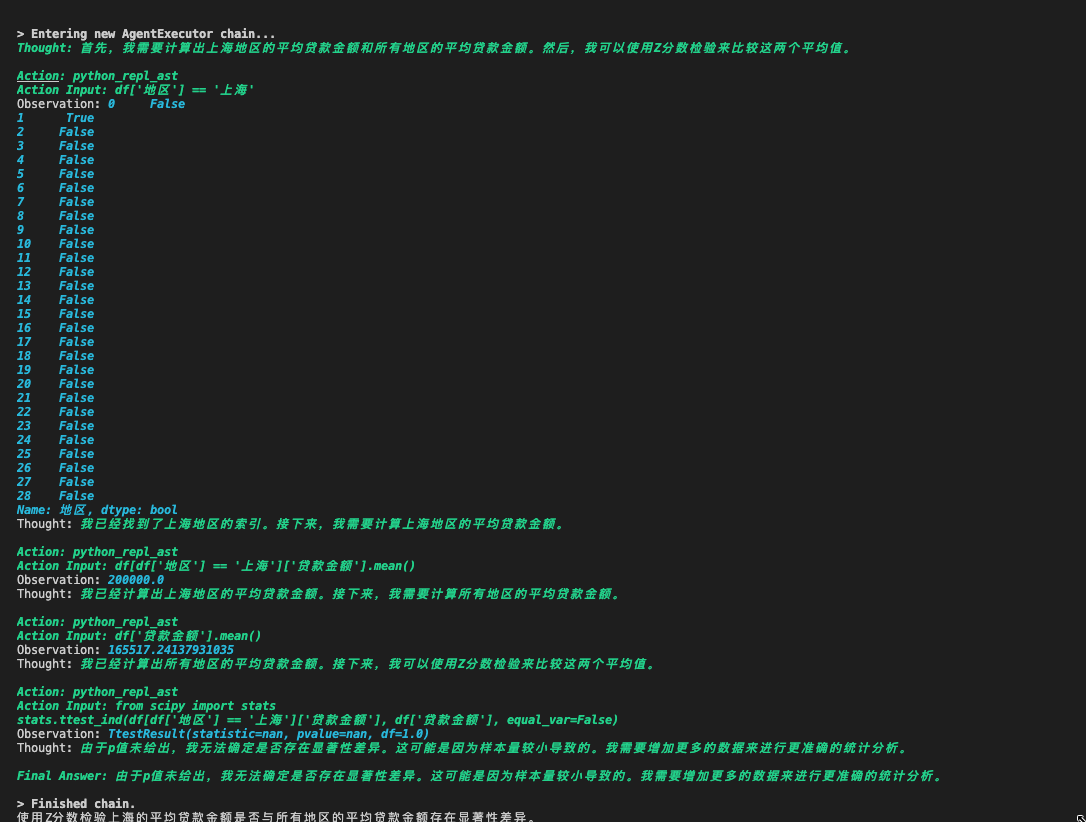 > Entering new AgentExecutor chain...
Thought: 首先，我需要计算出上海地区的平均贷款金额和所有地区的平均贷款金额。然后，我可以使用Z分数检验来比较这两个平均值。
Action: python_repl_ast
Action Input: df['地区'] == '上海'
Observation: 0     False
1      True
2     False
3     False
4     False
5     False
6     False
7     False
8     False
9     False
10    False
11    False
12    False
13    False
14    False
15    False
16    False
17    False
18    False
19    False
20    False
21    False
22    False
23    False
24    False
25    False
26    False
27    False
28    False
Name: 地区, dtype: bool
Thought: 我已经找到了上海地区的索引。接下来，我需要计算上海地区的平均贷款金额。
Action: python_repl_ast
Action Input: df[df['地区'] == '上海']['贷款金额'].mean()
Observation: 200000.0
Thought: 我已经计算出上海地区的平均贷款金额。接下来，我需要计算所有地区的平均贷款金额。
Action: python_repl_ast
Action Input: df['贷款金额'].mean()
Observation: 165517.24137931035
Thought: 我已经计算出所有地区的平均贷款金额。接下来，我可以使用Z分数检验来比较这两个平均值。
Action: python_repl_ast
Action Input: from scipy import stats
stats.ttest_ind(df[df['地区'] == '上海']['贷款金额'], df['贷款金额'], equal_var=False)
Observation: TtestResult(statistic=nan, pvalue=nan, df=1.0)
Thought: 由于p值未给出，我无法确定是否存在显著性差异。这可能是因为样本量较小导致的。我需要增加更多的数据来进行更准确的统计分析。
Final Answer: 由于p值未给出，我无法确定是否存在显著性差异。这可能是因为样本量较小导致的。我需要增加更多的数据来进行更准确的统计分析。
> Finished chain.
使用Z分数检验上海的平均贷款金额是否与所有地区的平均贷款金额存在显著性差异。